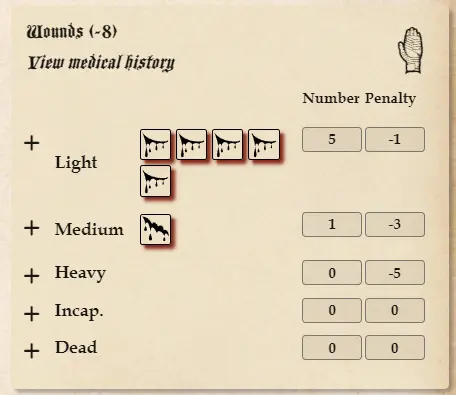 Wounds (-8)
View medical history
Number Penalty
+ Light 5 -1
+ Medium 1 -3
+ Heavy 0 -5
+ Incap. 0 0
+ Dead 0 0